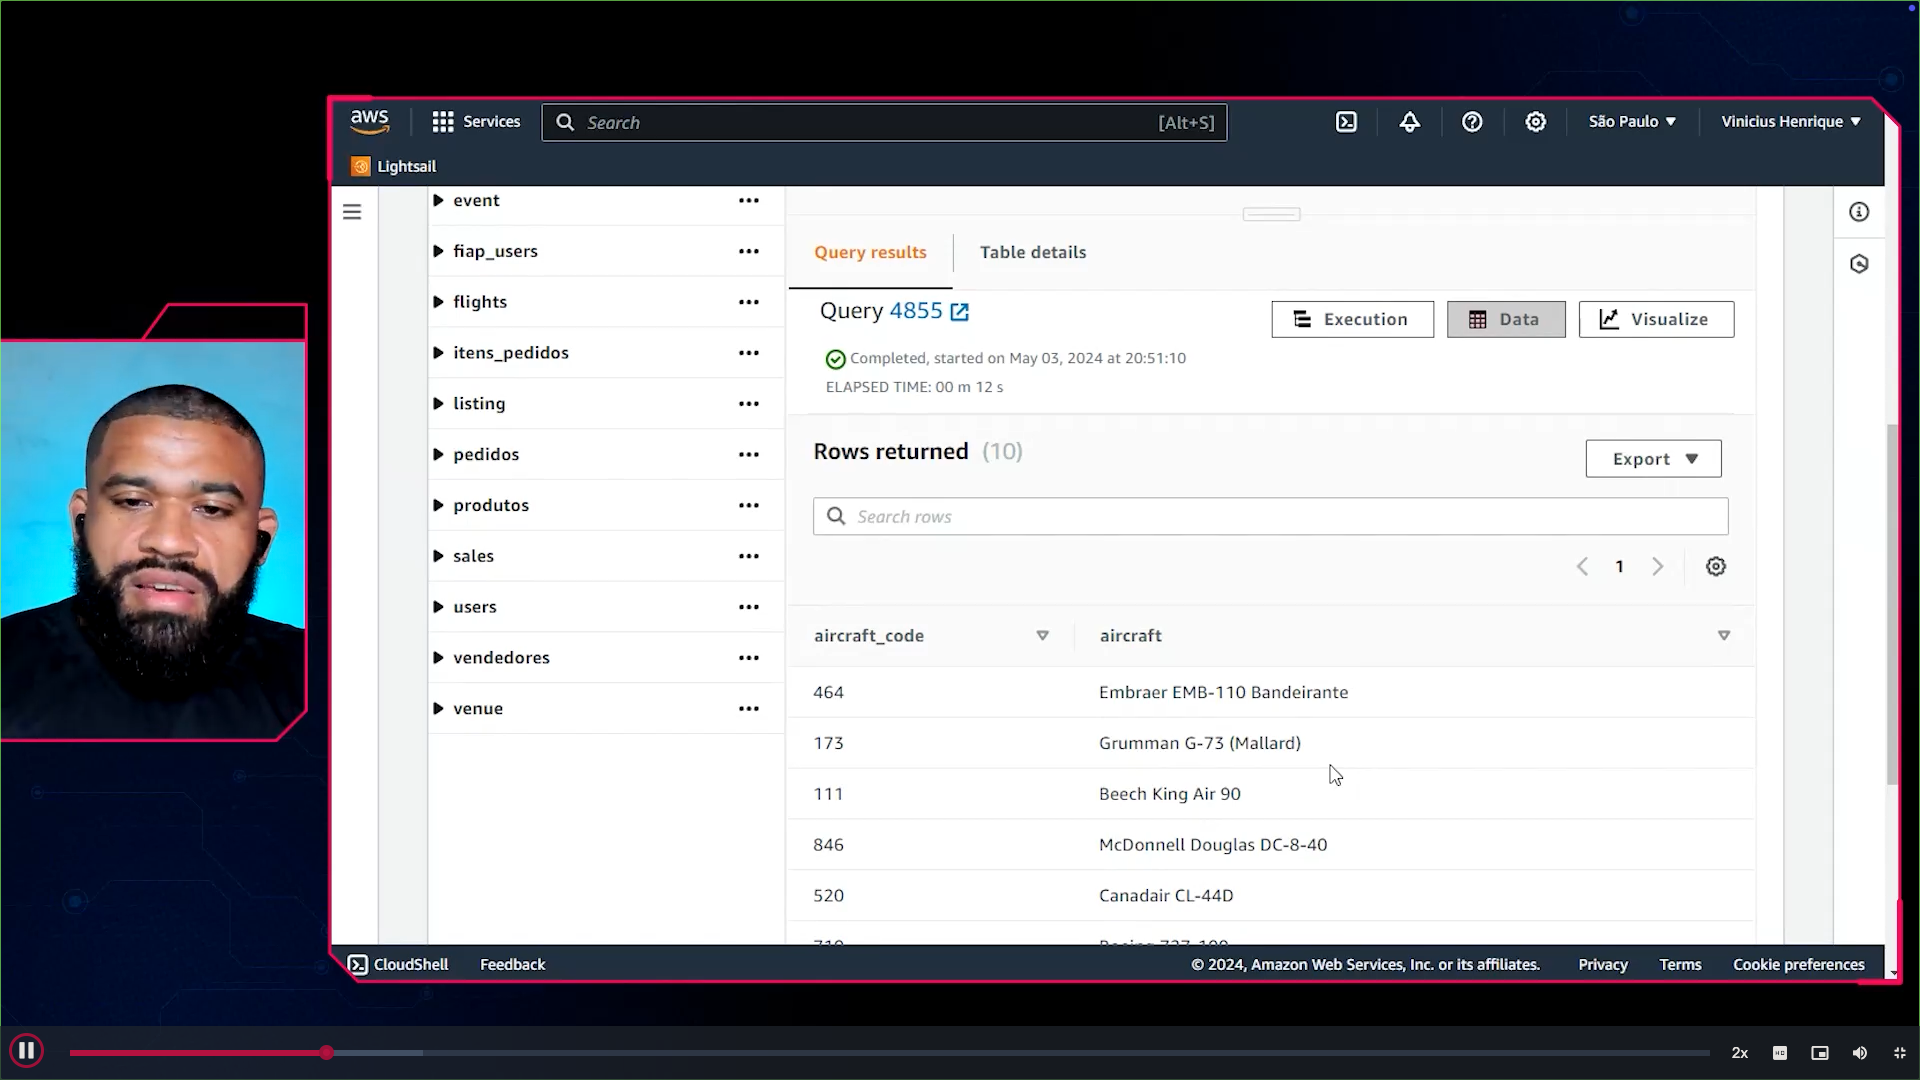 aws
Services
Search
[Alt+S]
São Paulo
Vinicius Henrique
Lightsail
event
fiap_users
flights
itens_pedidos
listing
pedidos
produtos
sales
users
vendedores
venue
Query results
Table details
Query 4855
Execution
Data
Visualize
Completed, started on May 03, 2024 at 20:51:10
ELAPSED TIME: 00 m 12 s
Rows returned (10)
Export
Search rows
1
aircraft_code
aircraft
464
Embraer EMB-110 Bandeirante
173
Grumman G-73 (Mallard)
111
Beech King Air 90
846
McDonnell Douglas DC-8-40
520
Canadair CL-44D
CloudShell
Feedback
© 2024, Amazon Web Services, Inc. or its affiliates.
Privacy
Terms
Cookie preferences
2x